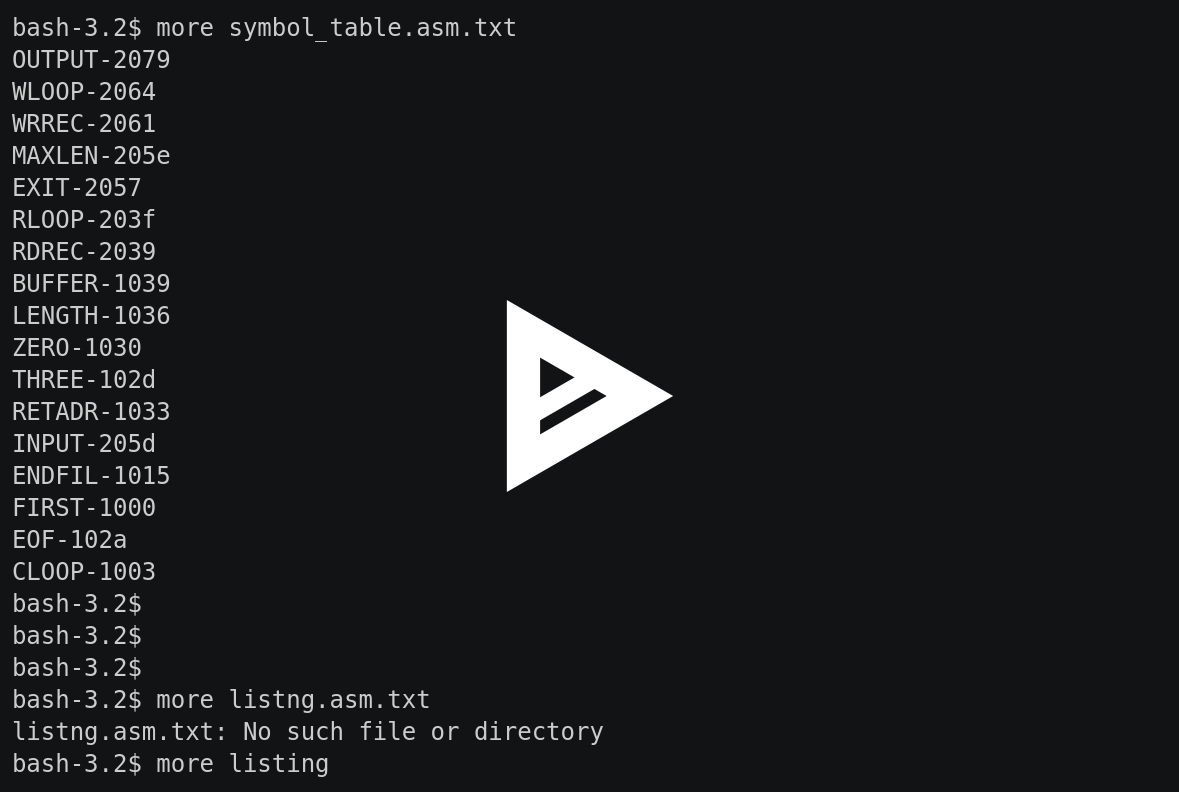 bash-3.2$ more symbol_table.asm.txt
OUTPUT-2079
WLOOP-2064
WRREC-2061
MAXLEN-205e
EXIT-2057
RLOOP-203f
RDREC-2039
BUFFER-1039
LENGTH-1036
ZERO-1030
THREE-102d
RETADR-1033
INPUT-205d
ENDFIL-1015
FIRST-1000
EOF-102a
CLOOP-1003
bash-3.2$
bash-3.2$
bash-3.2$
bash-3.2$ more listng.asm.txt
listng.asm.txt: No such file or directory
bash-3.2$ more listing